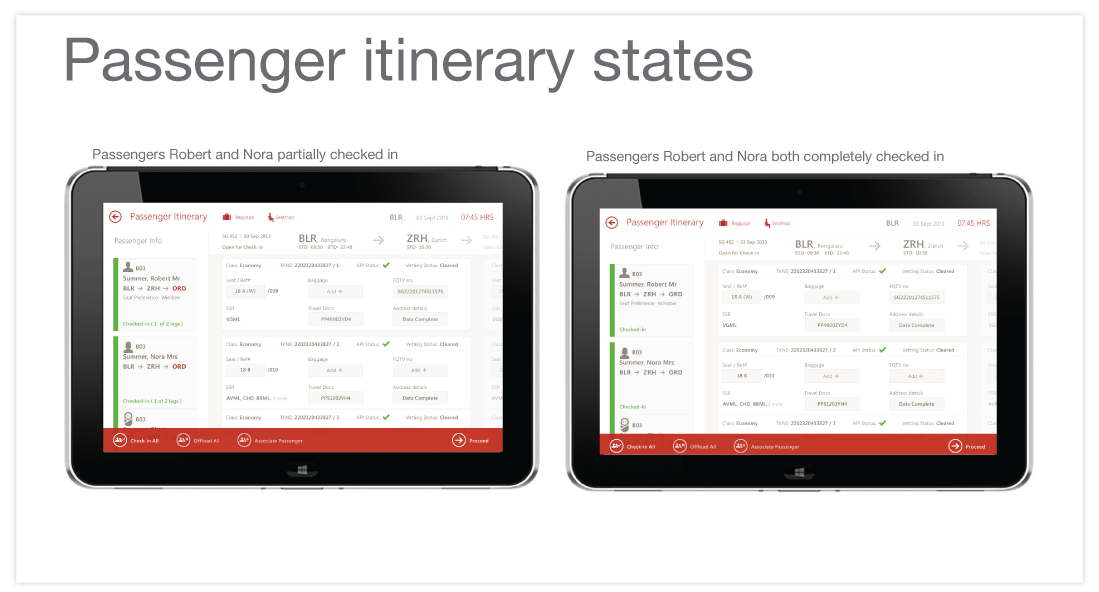 Passenger itinerary states
Passengers Robert and Nora partially checked in
Passenger Itinerary Baggage Seatmap BLR 03 Sept 2013 07:45 HRS
Passenger Info
SG 452 · 03 Sep 2013
Open for Check-in
BLR, Bengaluru
STD- 09:30 STD- 22:40
ZRH, Zurich
STD- 10:30
B03
Summer, Robert Mr
BLR → ZRH → ORD
Seat Preference - Window
Checked-in ( 1 of 2 legs )
Class: Economy TKNE: 2202320433827 / 1 API Status: ✔ Vetting Status: Cleared
Seat / Ref# Baggage FQTV no
18 A (W) /009 Add + SG22201274511575
SSR Travel Docs Address details
VGML PP49002YD4 Data Complete
B03
Summer, Nora Mrs
BLR → ZRH → ORD
Checked-in ( 1 of 2 legs )
Class: Economy TKNE: 2202320433827 / 2 API Status: ✔ Vetting Status: Cleared
Seat / Ref# Baggage FQTV no
18 B /010 Add + Add +
SSR Travel Docs Address details
AVML, CHD, BBML, 2 more PP51202YH4 Data Complete
B03
Class: Economy TKNE: 2202320433827 / 3 API Status: ✔ Vetting Status: Cleared
Check-in All Offload All Associate Passenger Proceed
Passengers Robert and Nora both completely checked in
Passenger Itinerary Baggage Seatmap BLR 03 Sept 2013 07:45 HRS
Passenger Info
SG 452 · 03 Sep 2013
Open for Check-in
BLR, Bengaluru
STD- 09:30 STD- 22:40
ZRH, Zurich
STD- 10:30
B03
Summer, Robert Mr
BLR → ZRH → ORD
Seat Preference - Window
Checked-in
Class: Economy TKNE: 2202320433827 / 1 API Status: ✔ Vetting Status: Cleared
Seat / Ref# Baggage FQTV no
18 A (W) /009 Add + SG22201274511575
SSR Travel Docs Address details
VGML PP49002YD4 Data Complete
B03
Summer, Nora Mrs
BLR → ZRH → ORD
Checked-in
Class: Economy TKNE: 2202320433827 / 2 API Status: ✔ Vetting Status: Cleared
Seat / Ref# Baggage FQTV no
18 B /010 Add + Add +
SSR Travel Docs Address details
AVML, CHD, BBML, 2 more PP51202YH4 Data Complete
B03
Class: Economy TKNE: 2202320433827 / 3 API Status: ✔ Vetting Status: Cleared
Check-in All Offload All Associate Passenger Proceed